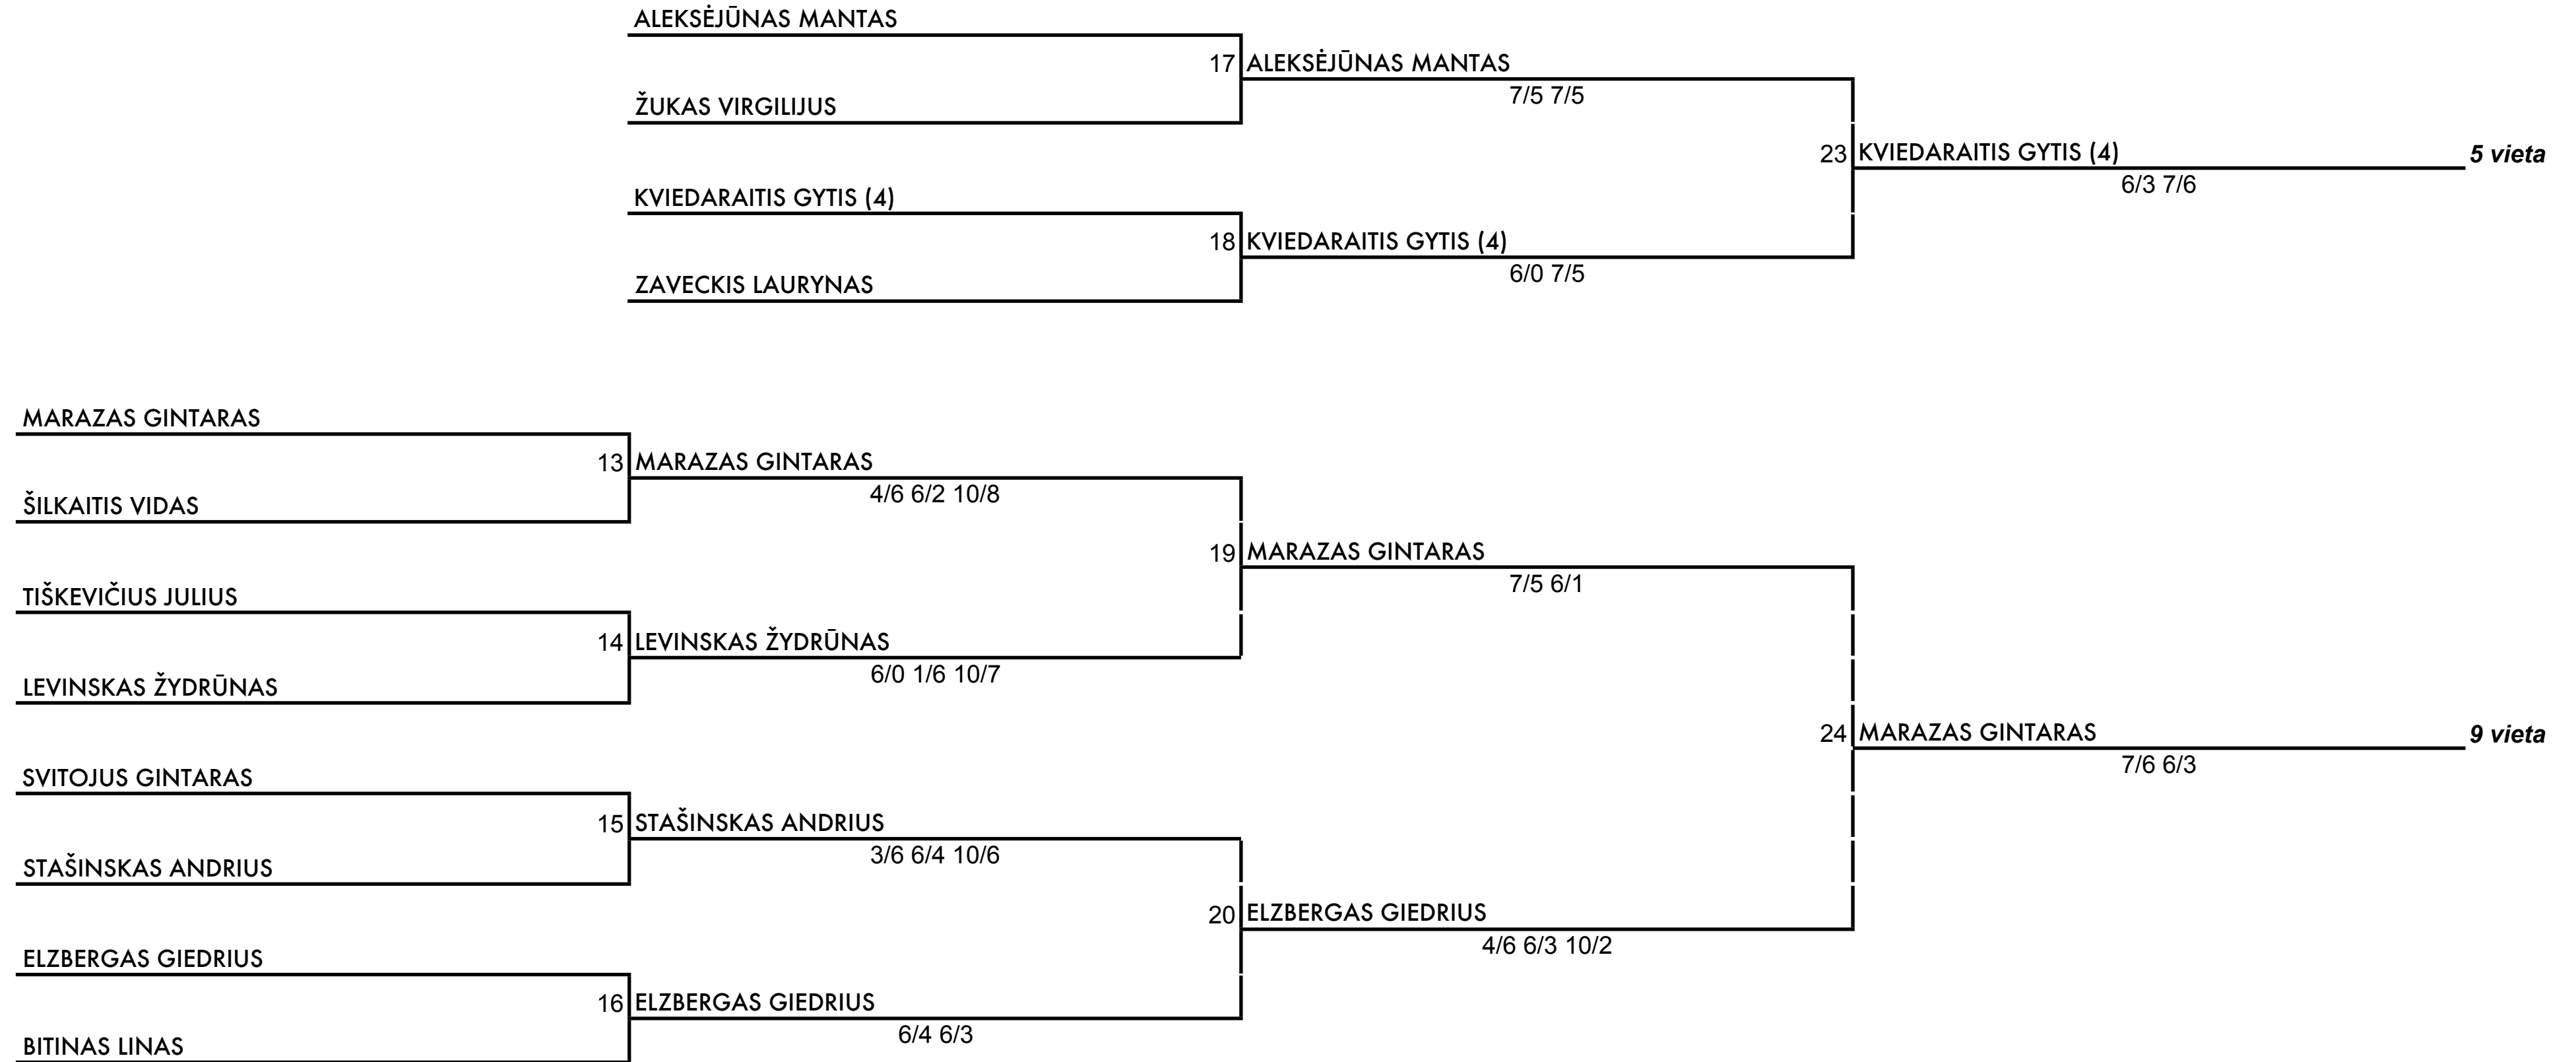 ALEKSĖJŪNAS MANTAS
17 ALEKSĖJŪNAS MANTAS
7/5 7/5
ŽUKAS VIRGILIJUS
23 KVIEDARAITIS GYTIS (4) 5 vieta
6/3 7/6
KVIEDARAITIS GYTIS (4)
18 KVIEDARAITIS GYTIS (4)
6/0 7/5
ZAVECKIS LAURYNAS
MARAZAS GINTARAS
13 MARAZAS GINTARAS
4/6 6/2 10/8
ŠILKAITIS VIDAS
19 MARAZAS GINTARAS
7/5 6/1
TIŠKEVIČIUS JULIUS
14 LEVINSKAS ŽYDRŪNAS
6/0 1/6 10/7
LEVINSKAS ŽYDRŪNAS
24 MARAZAS GINTARAS 9 vieta
7/6 6/3
SVITOJUS GINTARAS
15 STAŠINSKAS ANDRIUS
3/6 6/4 10/6
STAŠINSKAS ANDRIUS
20 ELZBERGAS GIEDRIUS
4/6 6/3 10/2
ELZBERGAS GIEDRIUS
16 ELZBERGAS GIEDRIUS
6/4 6/3
BITINAS LINAS